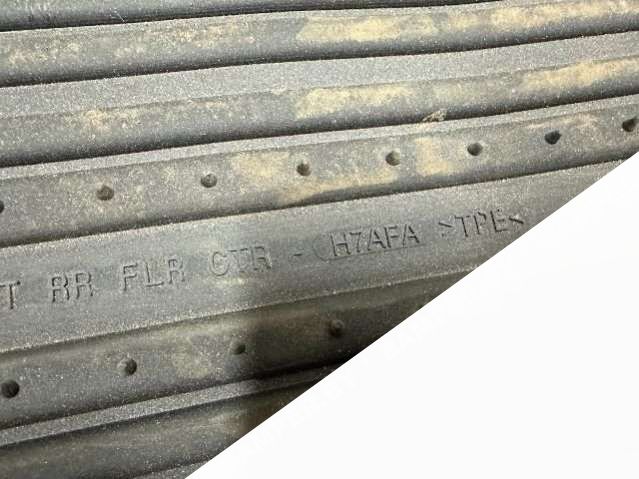 T RR FLR CTR - H7AFA >TPE<